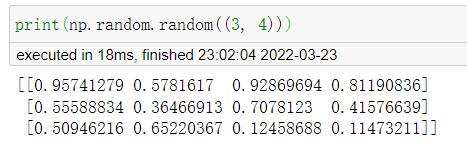 print(np.random.random((3, 4)))
executed in 18ms, finished 23:02:04 2022-03-23
[[0.95741279 0.5781617  0.92869694 0.81190836]
 [0.55588834 0.36466913 0.7078123  0.41576639]
 [0.50946216 0.65220367 0.12458688 0.11473211]]